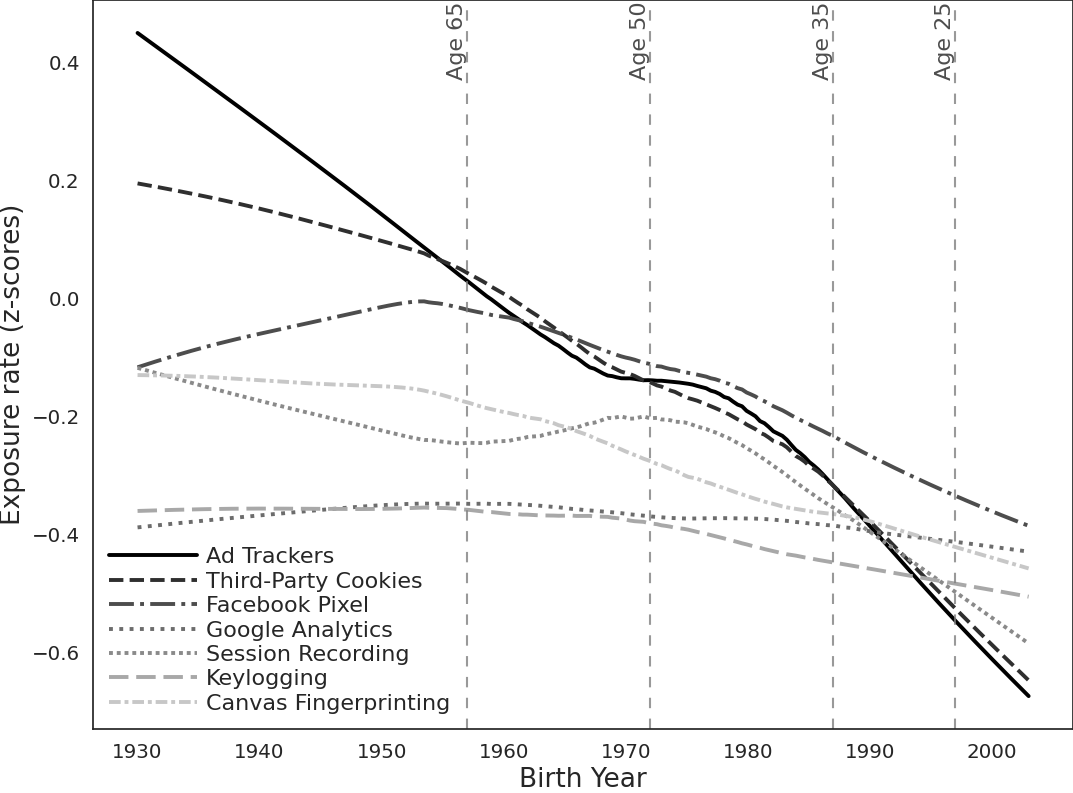 Age 65
Age 50
Age 35
Age 25
0.4
0.2
0.0
−0.2
−0.4
−0.6
Exposure rate (z-scores)
Ad Trackers
Third-Party Cookies
Facebook Pixel
Google Analytics
Session Recording
Keylogging
Canvas Fingerprinting
1930 1940 1950 1960 1970 1980 1990 2000
Birth Year